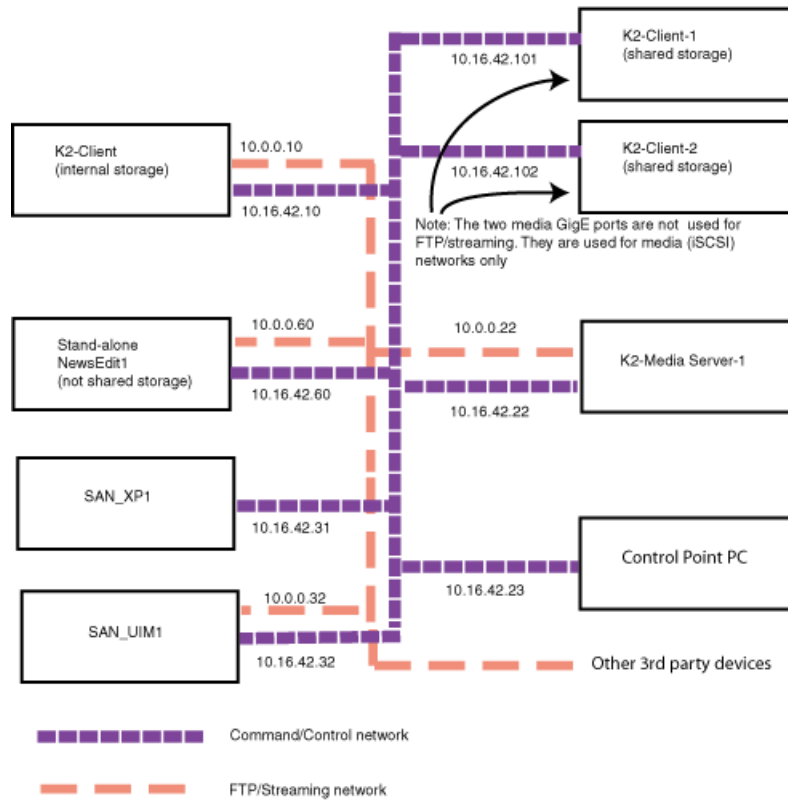 K2-Client-1
(shared storage)
10.16.42.101
K2-Client-2
(shared storage)
10.16.42.102
K2-Client
(internal storage)
10.0.0.10
10.16.42.10
Note: The two media GigE ports are not used for
FTP/streaming. They are used for media (iSCSI)
networks only
Stand-alone
NewsEdit1
(not shared storage)
10.0.0.60
10.16.42.60
10.0.0.22
10.16.42.22
K2-Media Server-1
SAN_XP1
10.16.42.31
Control Point PC
10.16.42.23
SAN_UIM1
10.0.0.32
10.16.42.32
Other 3rd party devices
Command/Control network
FTP/Streaming network